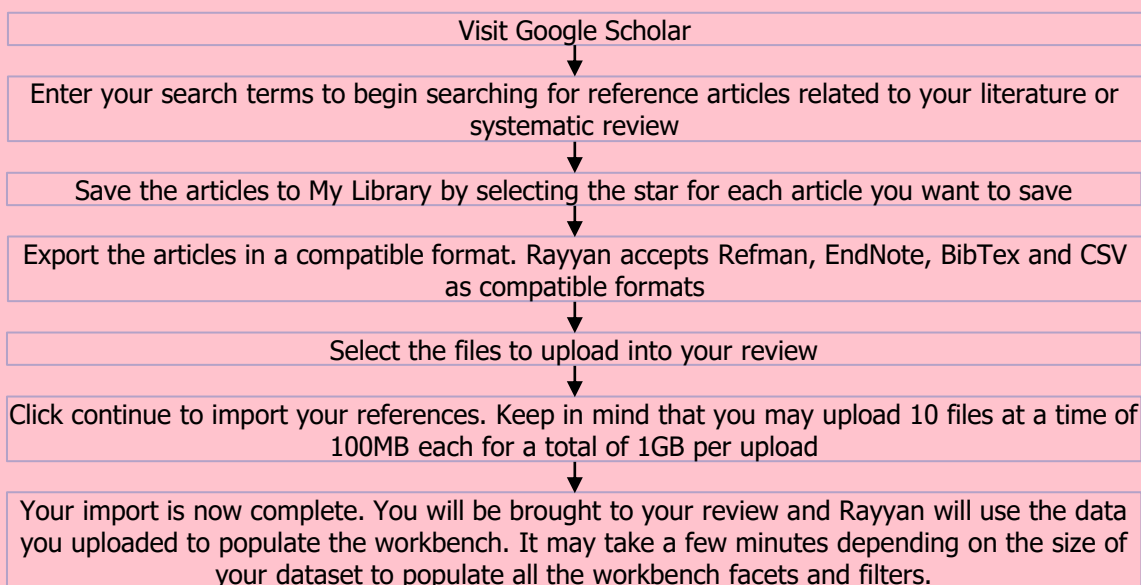 Visit Google Scholar
Enter your search terms to begin searching for reference articles related to your literature or
systematic review
Save the articles to My Library by selecting the star for each article you want to save
Export the articles in a compatible format. Rayyan accepts Refman, EndNote, BibTex and CSV
as compatible formats
Select the files to upload into your review
Click continue to import your references. Keep in mind that you may upload 10 files at a time of
100MB each for a total of 1GB per upload
Your import is now complete. You will be brought to your review and Rayyan will use the data
you uploaded to populate the workbench. It may take a few minutes depending on the size of
your dataset to populate all the workbench facets and filters.